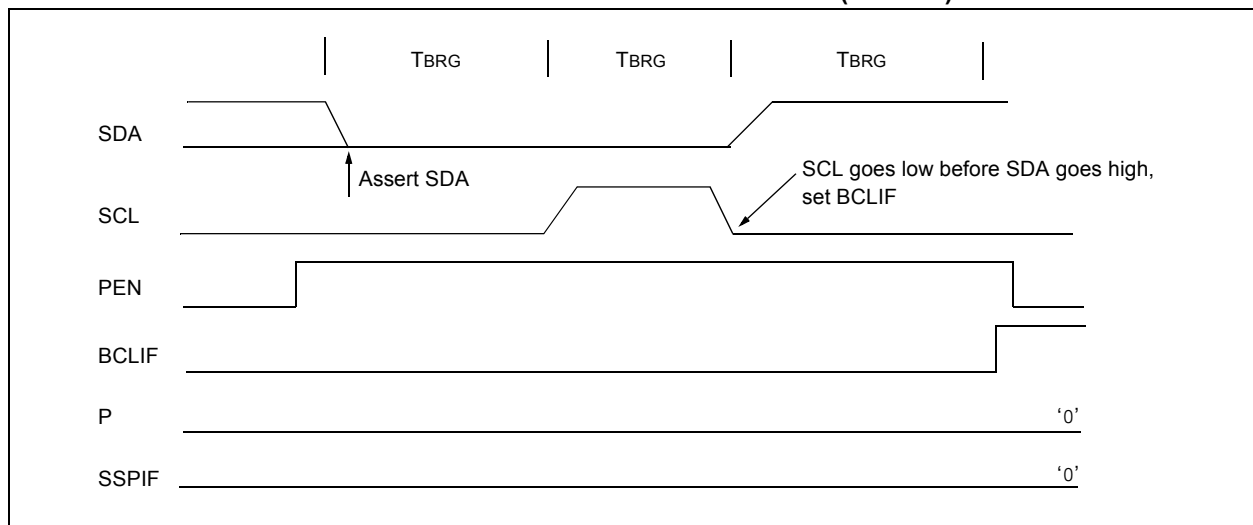 TBRG TBRG TBRG
SDA
Assert SDA
SCL goes low before SDA goes high,
set BCLIF
SCL
PEN
BCLIF
P
‘0’
SSPIF
‘0’